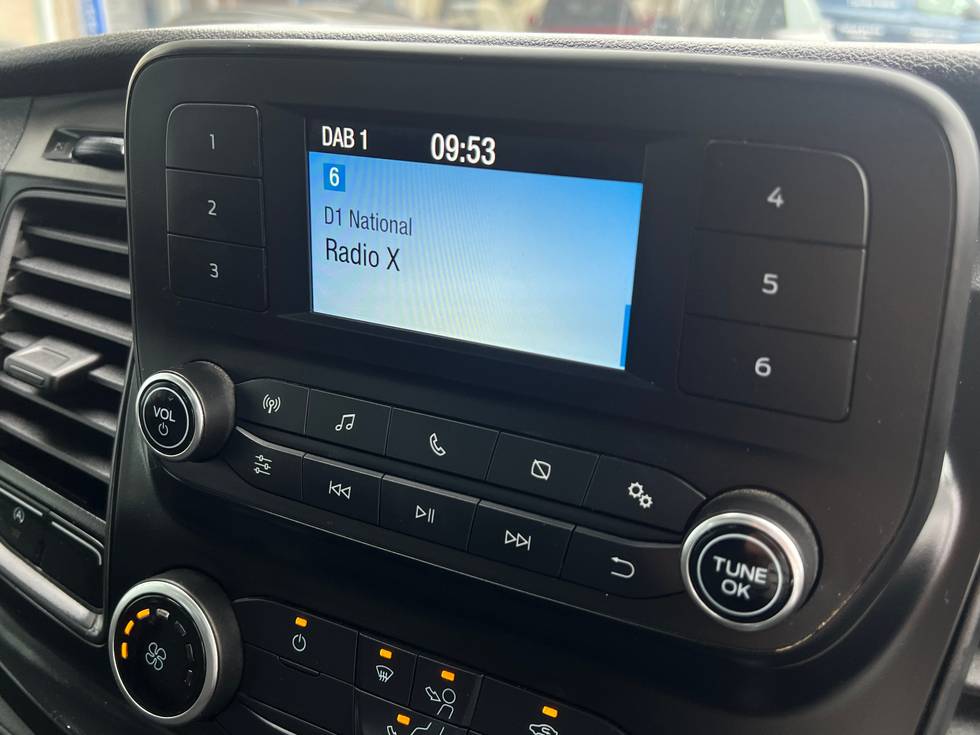 DAB 1 09:53
6
D1 National
Radio X
1
2
3
4
5
6
VOL
TUNE
OK
A